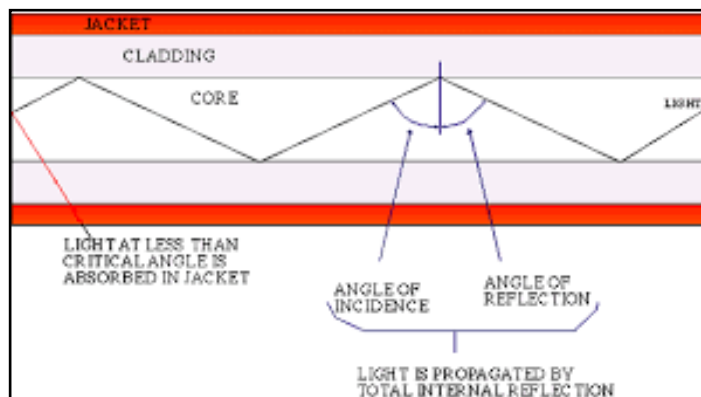 JACKET
CLADDING
CORE
LIGHT
LIGHT AT LESS THAN
CRITICAL ANGLE IS
ABSORBED IN JACKET
ANGLE OF
INCIDENCE
ANGLE OF
REFLECTION
LIGHT IS PROPAGATED BY
TOTAL INTERNAL REFLECTION